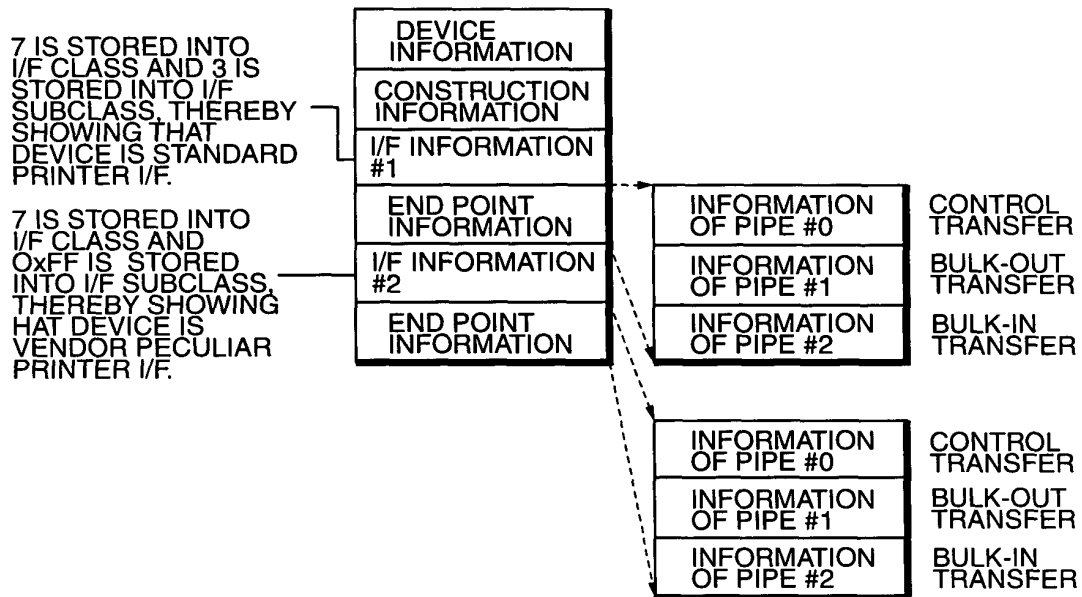 7 IS STORED INTO
I/F CLASS AND 3 IS
STORED INTO I/F
SUBCLASS, THEREBY
SHOWING THAT
DEVICE IS STANDARD
PRINTER I/F.
7 IS STORED INTO
I/F CLASS AND
OxFF IS STORED
INTO I/F SUBCLASS,
THEREBY SHOWING
HAT DEVICE IS
VENDOR PECULIAR
PRINTER I/F.
DEVICE
INFORMATION
CONSTRUCTION
INFORMATION
I/F INFORMATION
#1
END POINT
INFORMATION
I/F INFORMATION
#2
END POINT
INFORMATION
INFORMATION
OF PIPE #0
CONTROL
TRANSFER
INFORMATION
OF PIPE #1
BULK-OUT
TRANSFER
INFORMATION
OF PIPE #2
BULK-IN
TRANSFER
INFORMATION
OF PIPE #0
CONTROL
TRANSFER
INFORMATION
OF PIPE #1
BULK-OUT
TRANSFER
INFORMATION
OF PIPE #2
BULK-IN
TRANSFER